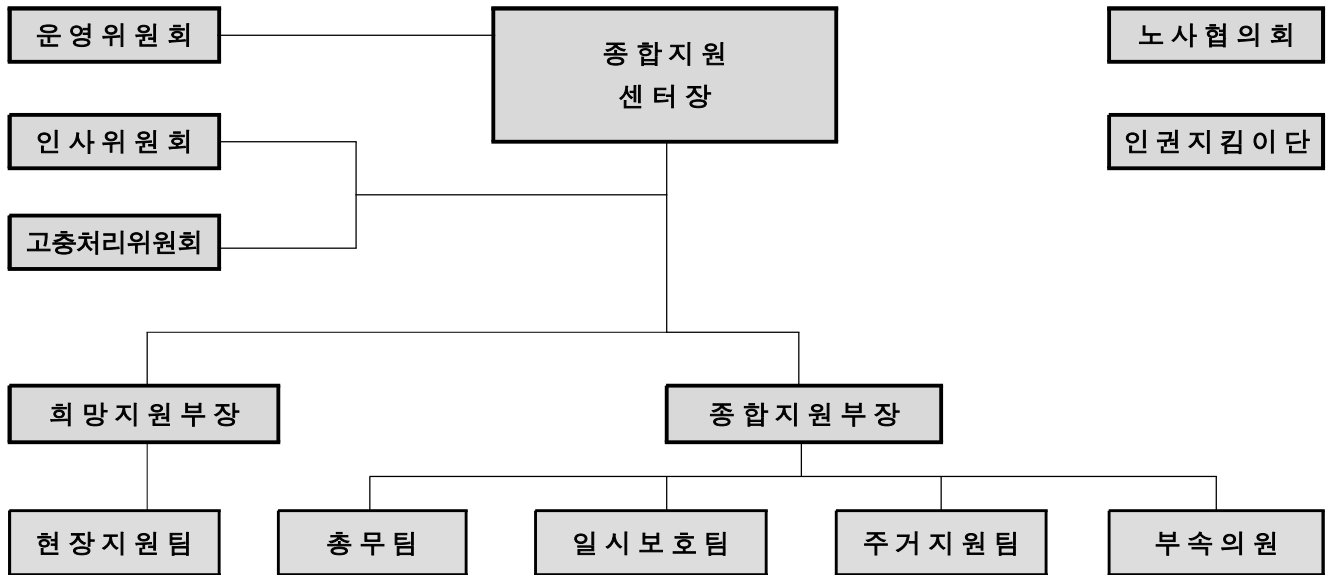 운영위원회
종합지원
센터장
노사협의회
인사위원회
인권지킴이단
고충처리위원회
희망지원부장
종합지원부장
현장지원팀
총무팀
일시보호팀
주거지원팀
부속의원